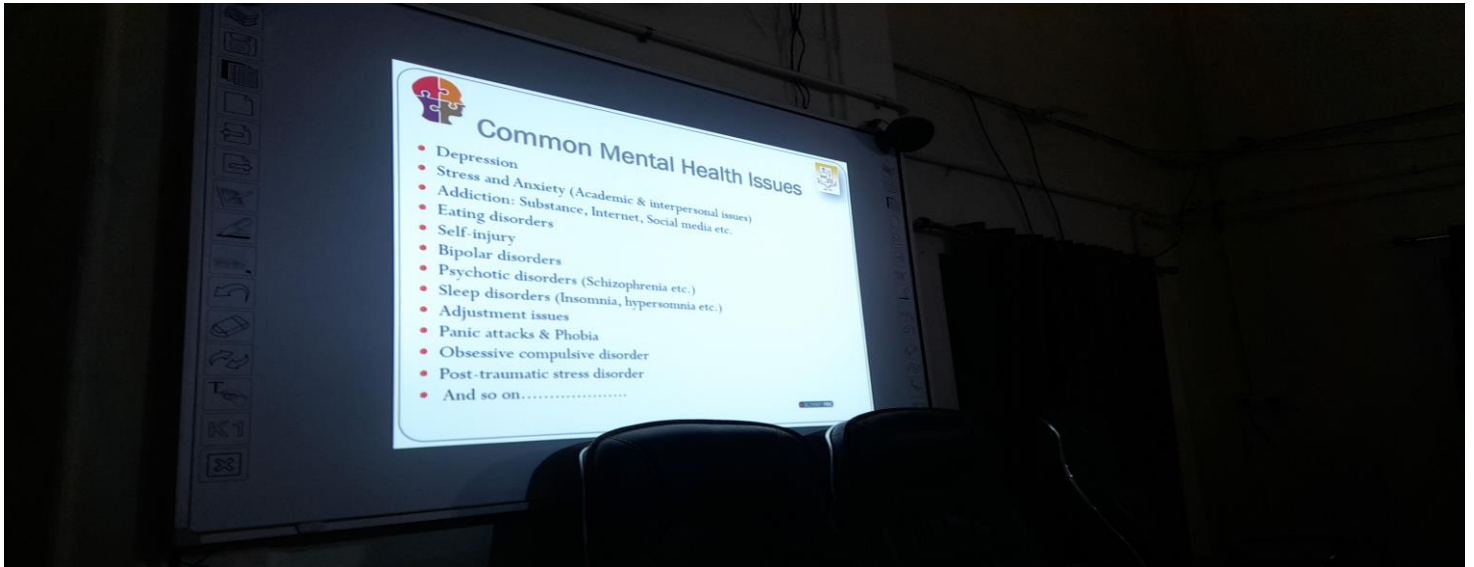 Common Mental Health Issues
• Depression
• Stress and Anxiety (Academic & interpersonal issues)
• Addiction: Substance, Internet, Social media etc.
• Eating disorders
• Self-injury
• Bipolar disorders
• Psychotic disorders (Schizophrenia etc.)
• Sleep disorders (Insomnia, hypersomnia etc.)
• Adjustment issues
• Panic attacks & Phobia
• Obsessive compulsive disorder
• Post-traumatic stress disorder
• And so on....................
T
K1